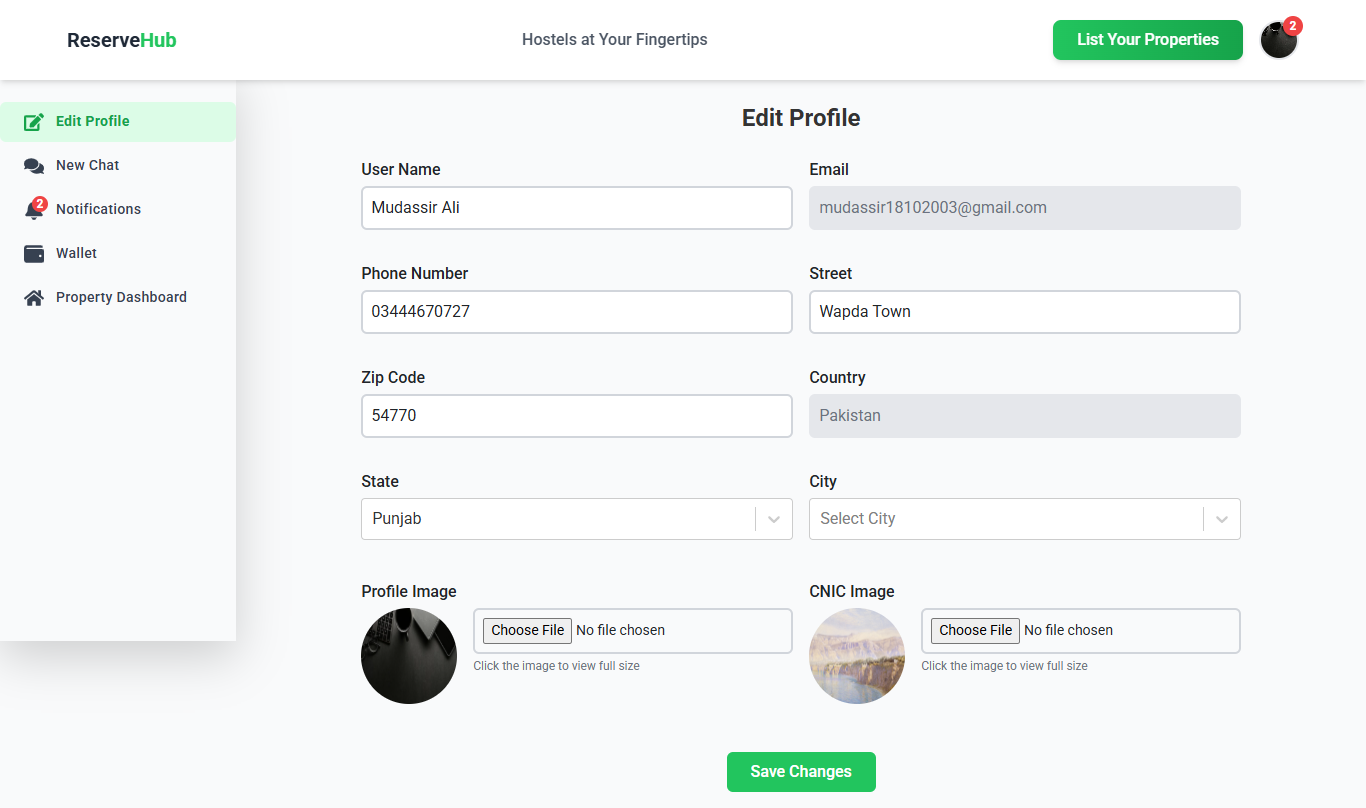 ReserveHub
Hostels at Your Fingertips
List Your Properties
2
Edit Profile
New Chat
2
Notifications
Wallet
Property Dashboard
Edit Profile
User Name
Mudassir Ali
Email
mudassir18102003@gmail.com
Phone Number
03444670727
Street
Wapda Town
Zip Code
54770
Country
Pakistan
State
Punjab
City
Select City
Profile Image
Choose File No file chosen
Click the image to view full size
CNIC Image
Choose File No file chosen
Click the image to view full size
Save Changes